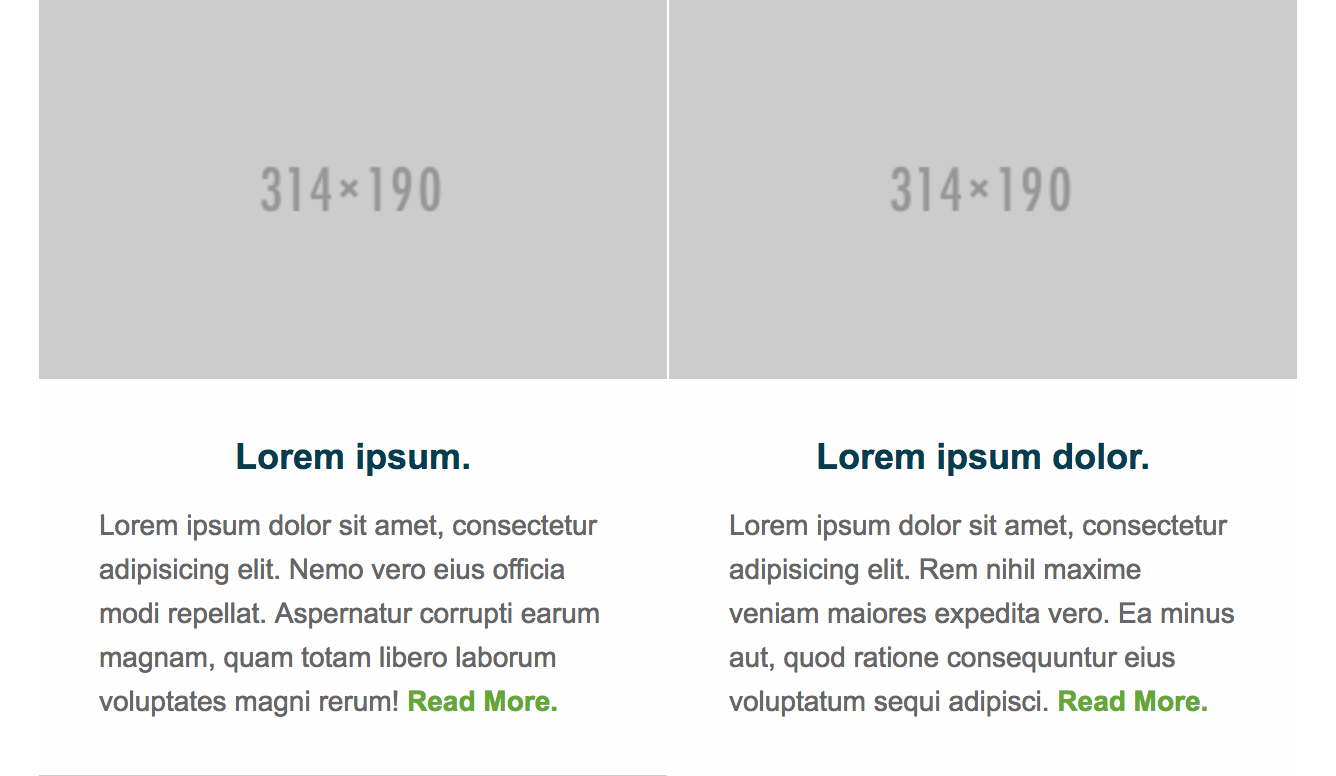 314×190
314×190
Lorem ipsum.
Lorem ipsum dolor sit amet, consectetur
adipisicing elit. Nemo vero eius officia
modi repellat. Aspernatur corrupti earum
magnam, quam totam libero laborum
voluptates magni rerum! Read More.
Lorem ipsum dolor.
Lorem ipsum dolor sit amet, consectetur
adipisicing elit. Rem nihil maxime
veniam maiores expedita vero. Ea minus
aut, quod ratione consequuntur eius
voluptatum sequi adipisci. Read More.